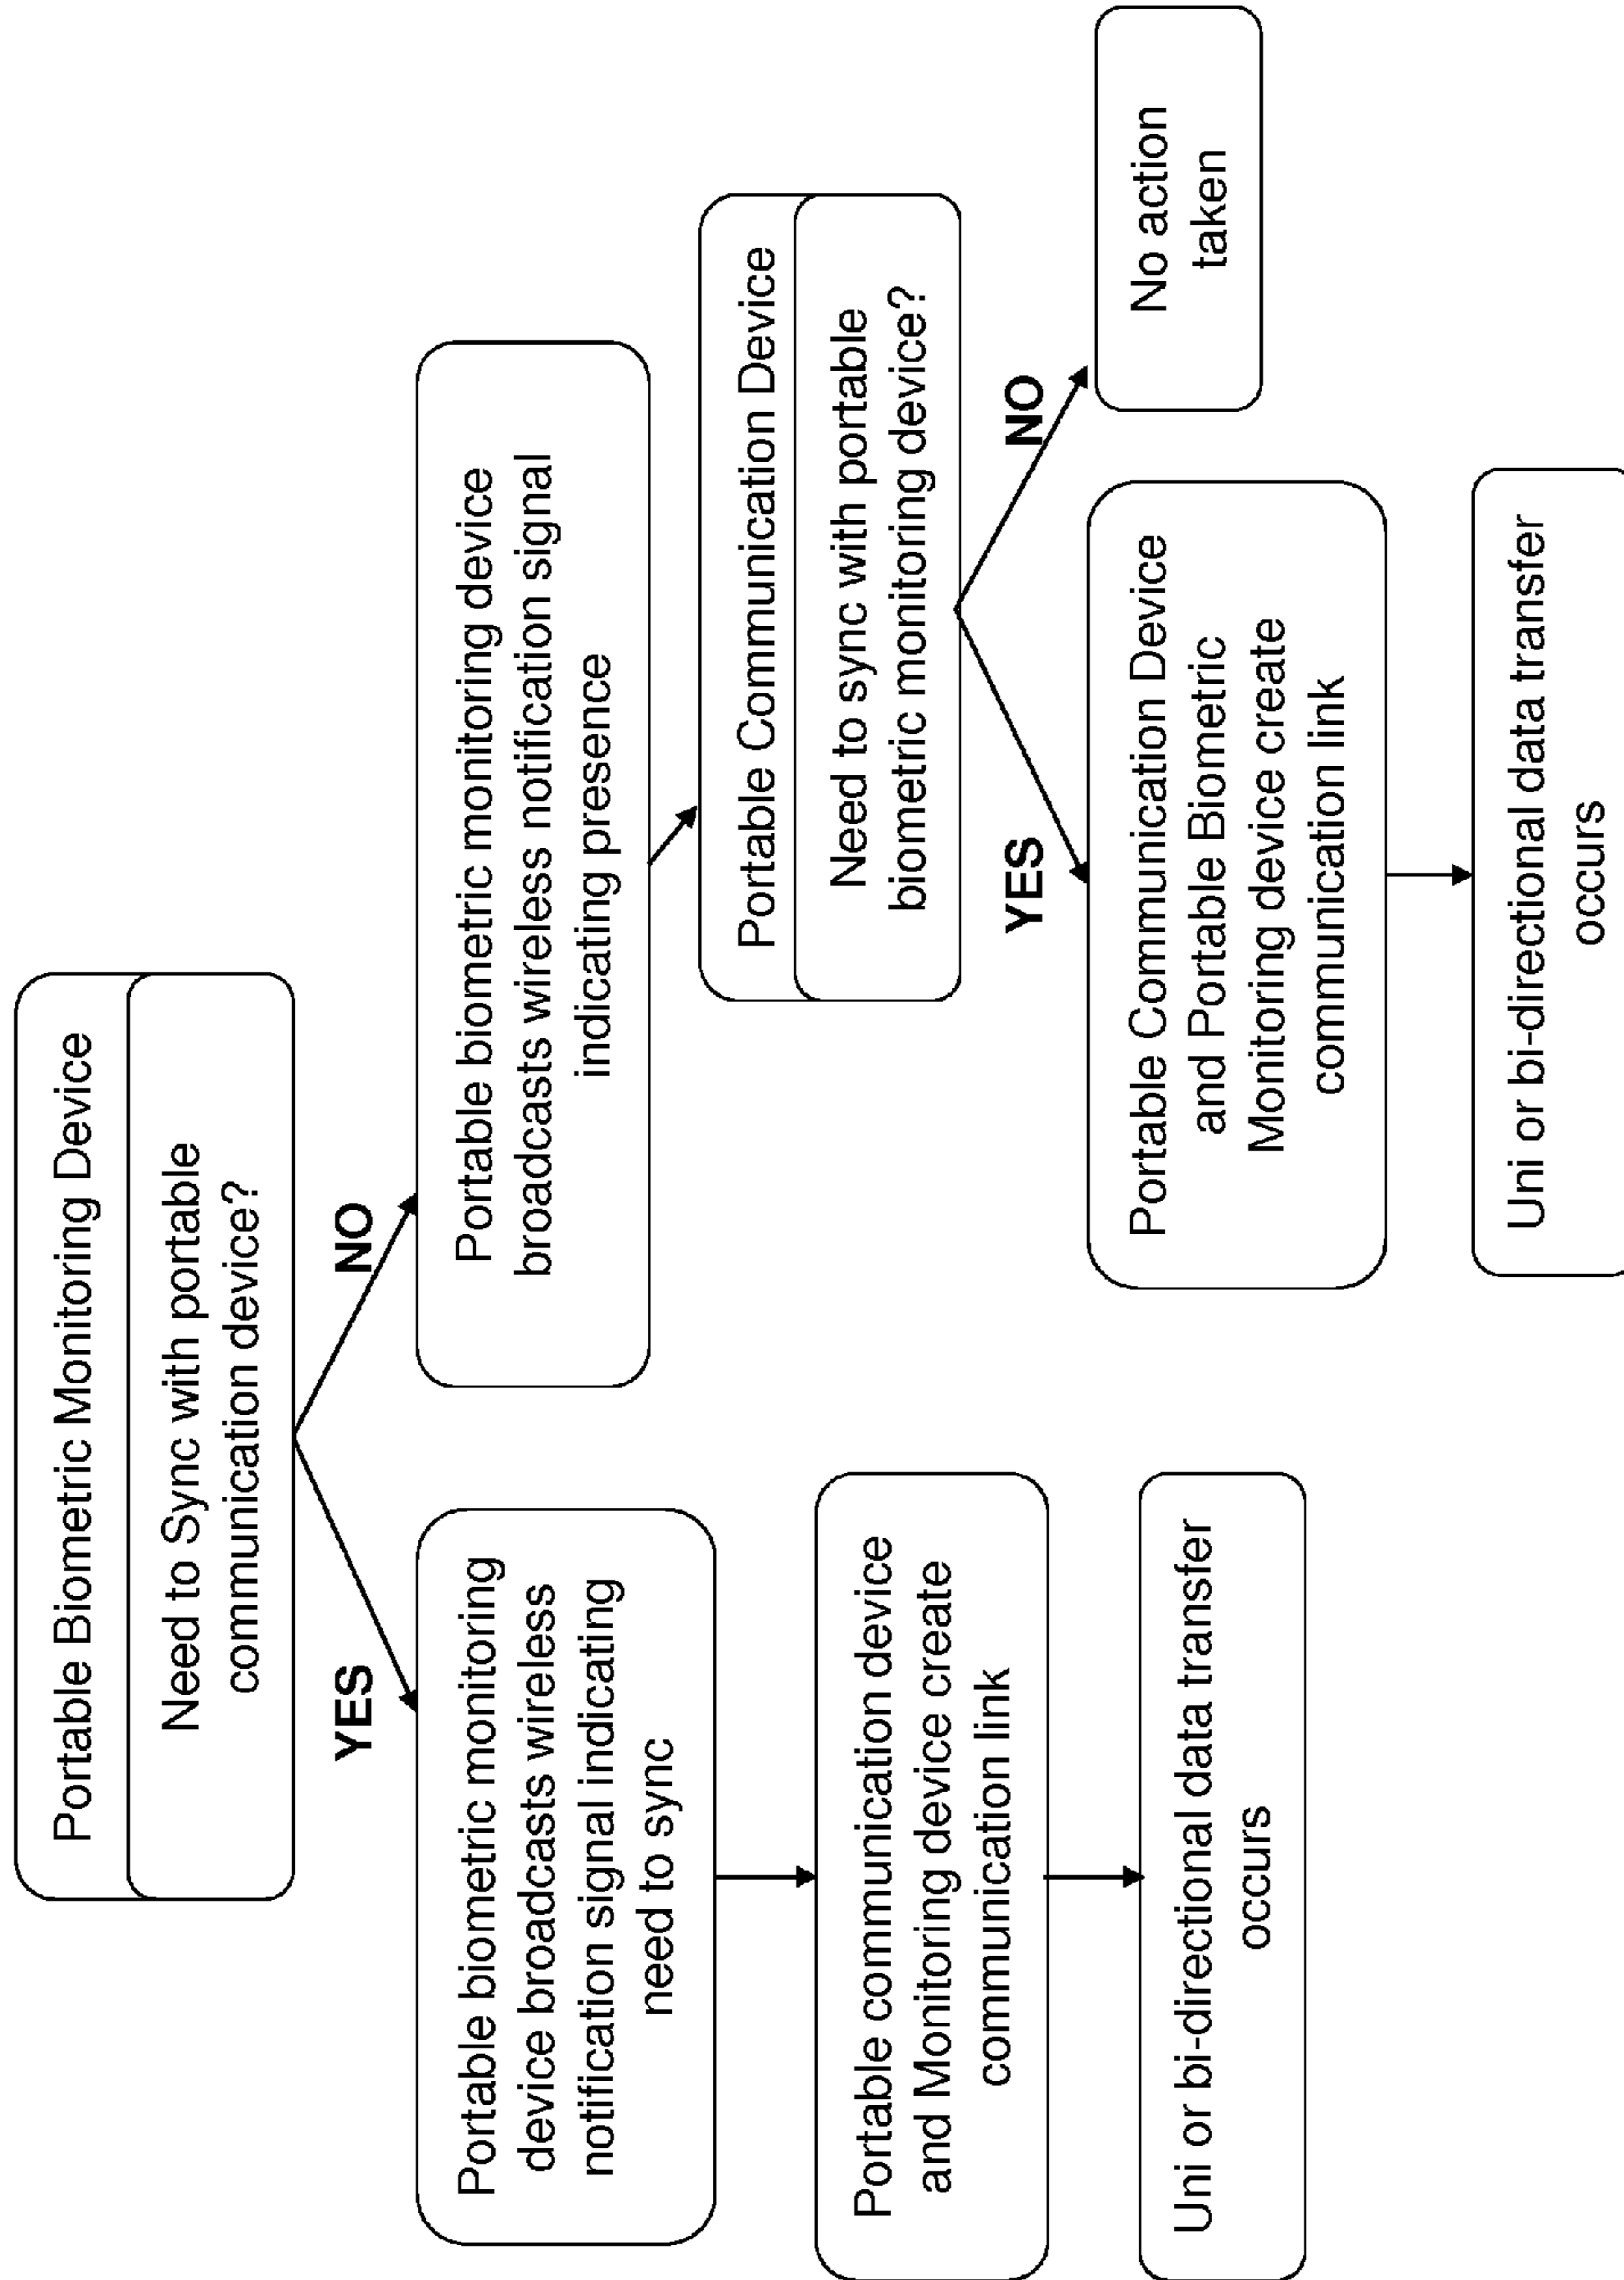 Portable Biometric Monitoring Device
Need to Sync with portable
communication device?
YES
NO
Portable biometric monitoring
device broadcasts wireless
notification signal indicating
need to sync
Portable communication device
and Monitoring device create
communication link
Uni or bi-directional data transfer
occurs
Portable biometric monitoring device
broadcasts wireless notification signal
indicating presence
Portable Communication Device
Need to sync with portable
biometric monitoring device?
YES
NO
Portable Communication Device
and Portable Biometric
Monitoring device create
communication link
Uni or bi-directional data transfer
occurs
No action
taken